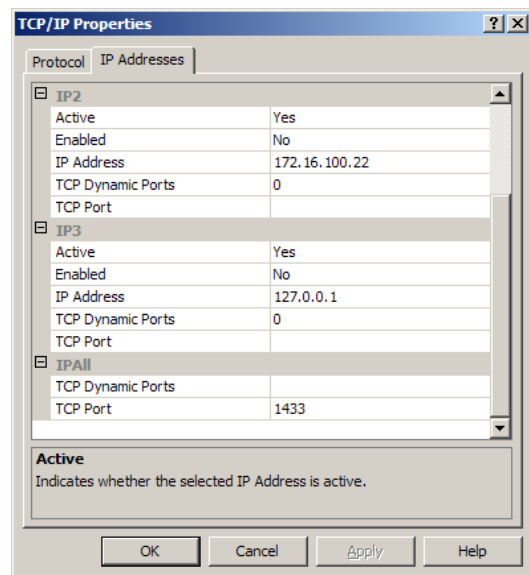 TCP/IP Properties
Protocol IP Addresses
IP2
Active Yes
Enabled No
IP Address 172.16.100.22
TCP Dynamic Ports 0
TCP Port
IP3
Active Yes
Enabled No
IP Address 127.0.0.1
TCP Dynamic Ports 0
TCP Port
IPAll
TCP Dynamic Ports
TCP Port 1433
Active
Indicates whether the selected IP Address is active.
OK Cancel Apply Help